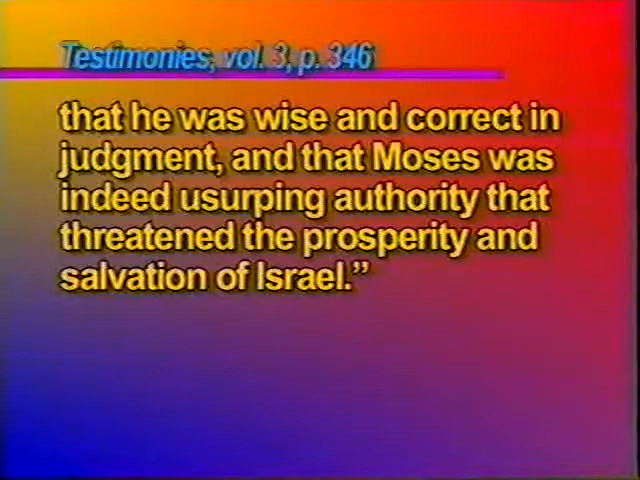 Testimonies, vol. 3, p. 346
that he was wise and correct in
judgment, and that Moses was
indeed usurping authority that
threatened the prosperity and
salvation of Israel.”